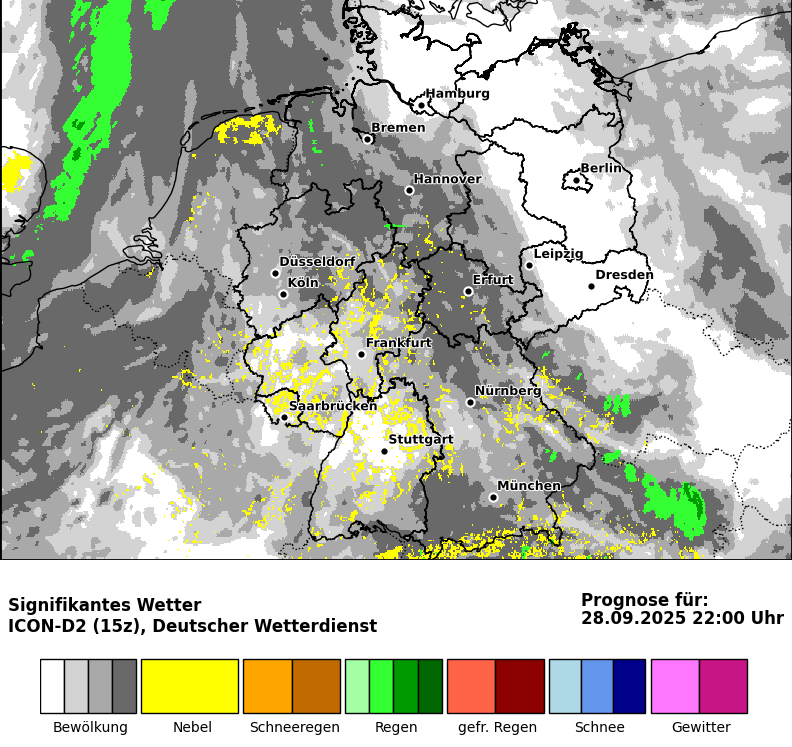 Hamburg
Bremen
Berlin
Hannover
Leipzig
Düsseldorf
Dresden
Erfurt
Köln
Frankfurt
Nürnberg
Saarbrücken
Stuttgart
München
Signifikantes Wetter
ICON-D2 (15z), Deutscher Wetterdienst
Prognose für:
28.09.2025 22:00 Uhr
Bewölkung Nebel Schneeregen Regen gefr. Regen Schnee Gewitter